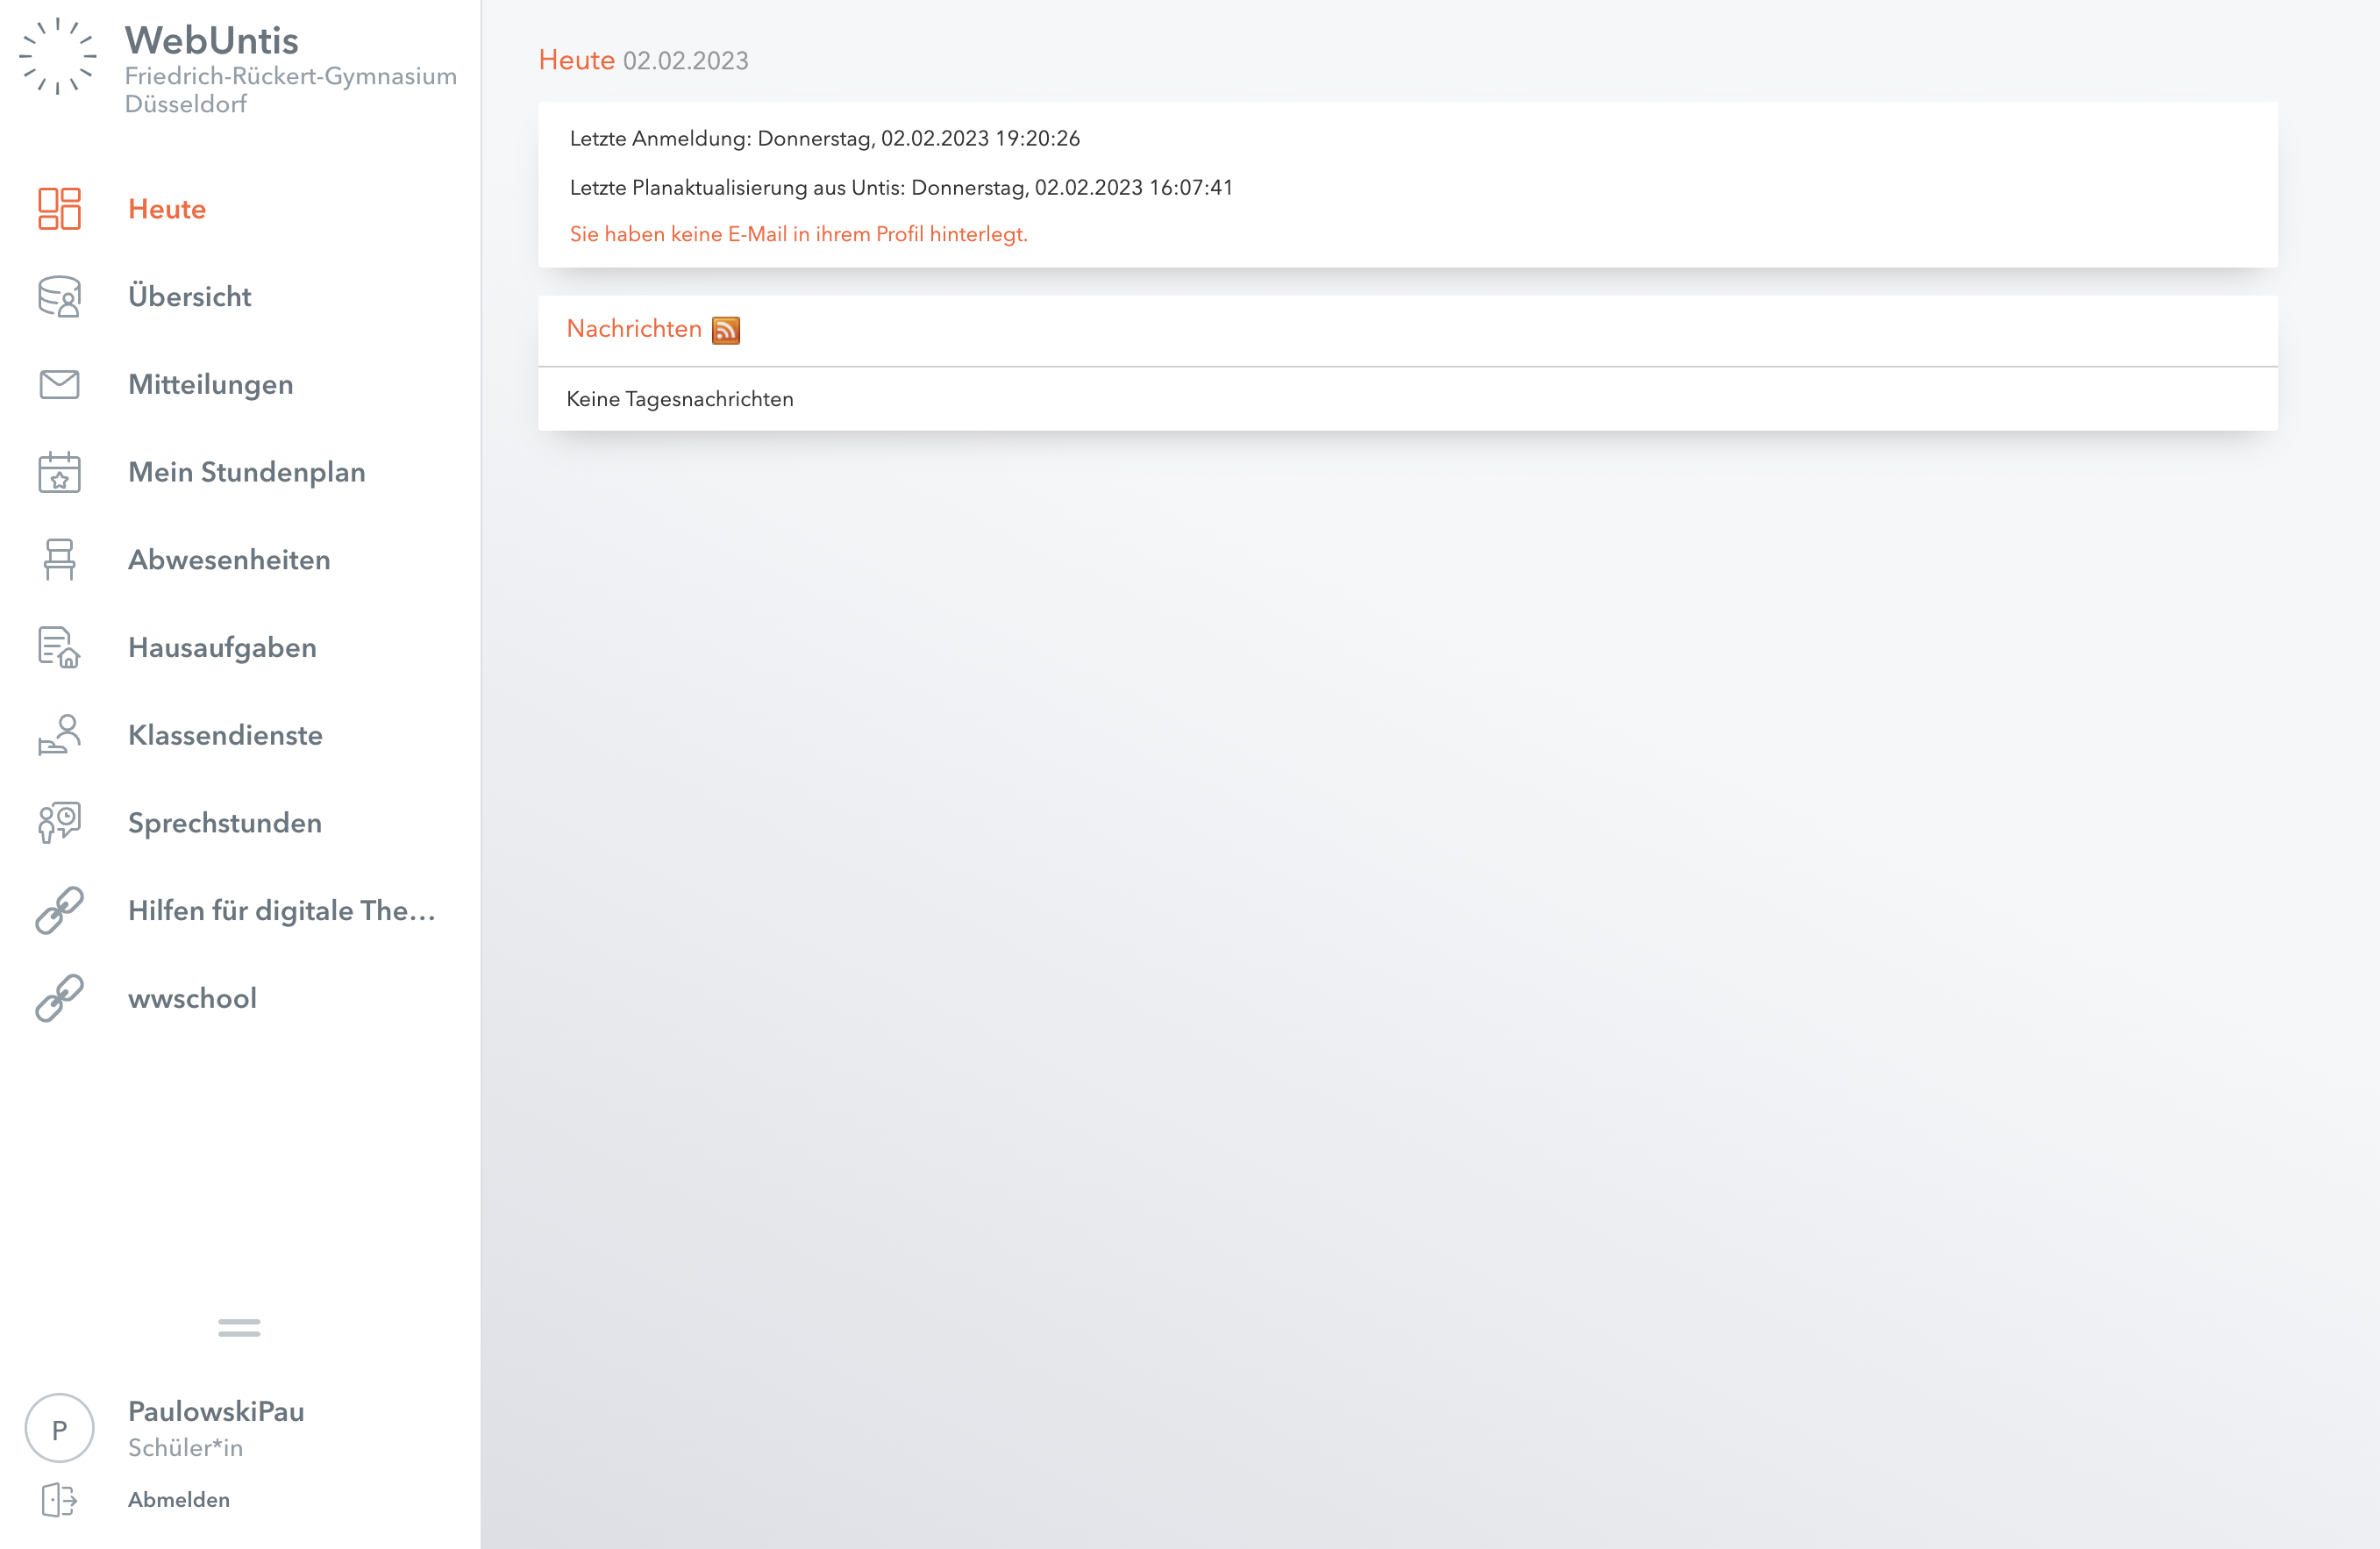 WebUntis
Friedrich-Rückert-Gymnasium
Düsseldorf
Heute
Übersicht
Mitteilungen
Mein Stundenplan
Abwesenheiten
Hausaufgaben
Klassendienste
Sprechstunden
Hilfen für digitale The...
wwschool
P
PaulowskiPau
Schüler*in
Abmelden
Heute 02.02.2023
Letzte Anmeldung: Donnerstag, 02.02.2023 19:20:26
Letzte Planaktualisierung aus Untis: Donnerstag, 02.02.2023 16:07:41
Sie haben keine E-Mail in ihrem Profil hinterlegt.
Nachrichten
Keine Tagesnachrichten